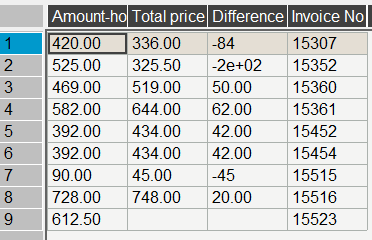 Amount-ho Total price Difference Invoice No
1 420.00 336.00 -84 15307
2 525.00 325.50 -2e+02 15352
3 469.00 519.00 50.00 15360
4 582.00 644.00 62.00 15361
5 392.00 434.00 42.00 15452
6 392.00 434.00 42.00 15454
7 90.00 45.00 -45 15515
8 728.00 748.00 20.00 15516
9 612.50 15523